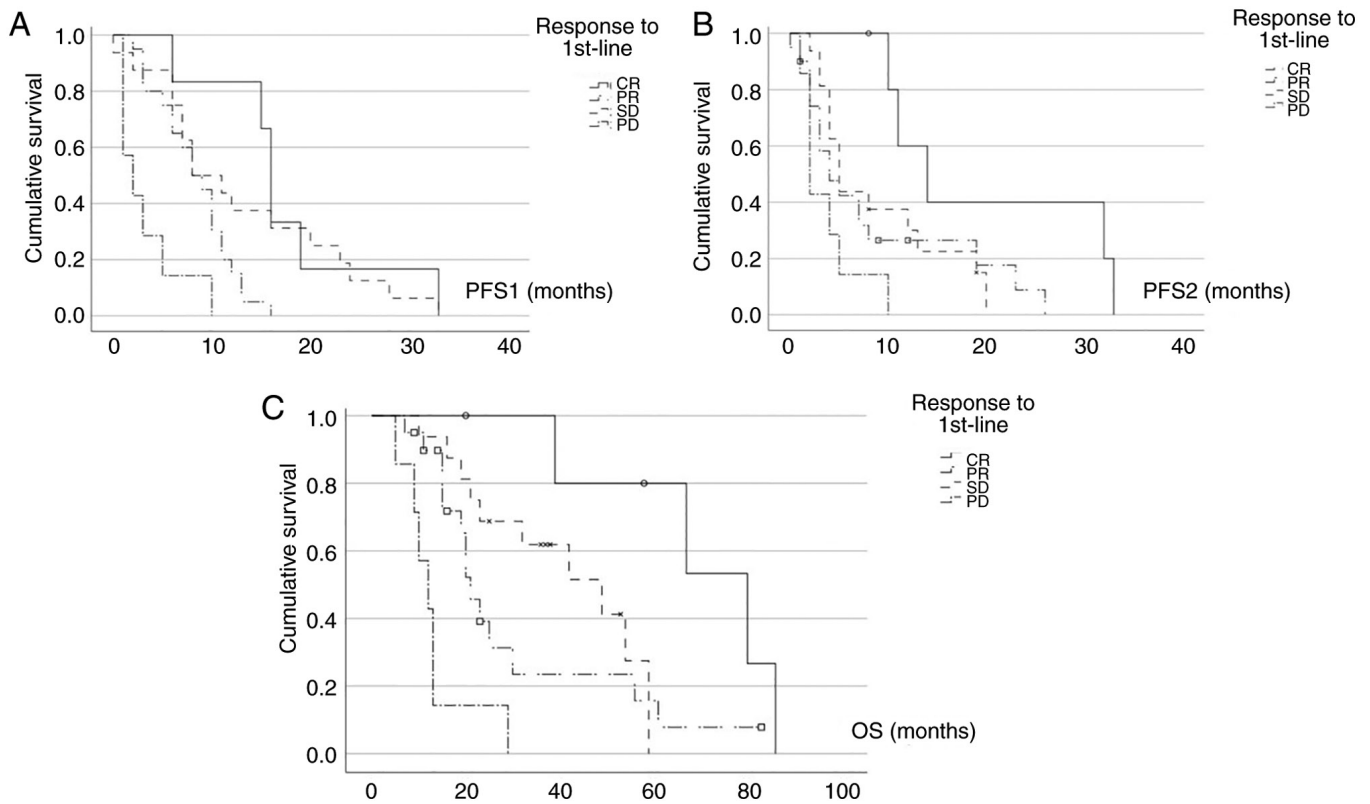 A
Response to
1st-line
CR
PR
SD
PD
Cumulative survival
1.0
0.8
0.6
0.4
0.2
0.0
PFS1 (months)
0 10 20 30 40
B
Response to
1st-line
CR
PR
SD
PD
Cumulative survival
1.0
0.8
0.6
0.4
0.2
0.0
PFS2 (months)
0 10 20 30 40
C
Response to
1st-line
CR
PR
SD
PD
Cumulative survival
1.0
0.8
0.6
0.4
0.2
0.0
OS (months)
0 20 40 60 80 100